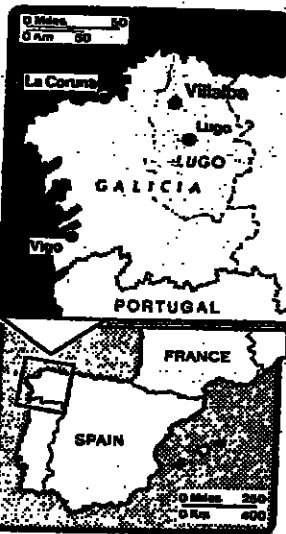 0 Miles 50
0 Km 50
La Coruna
Villalba
Lugo
LUGO
GALICIA
Vigo
PORTUGAL
FRANCE
SPAIN
0 Miles 250
0 Km 400